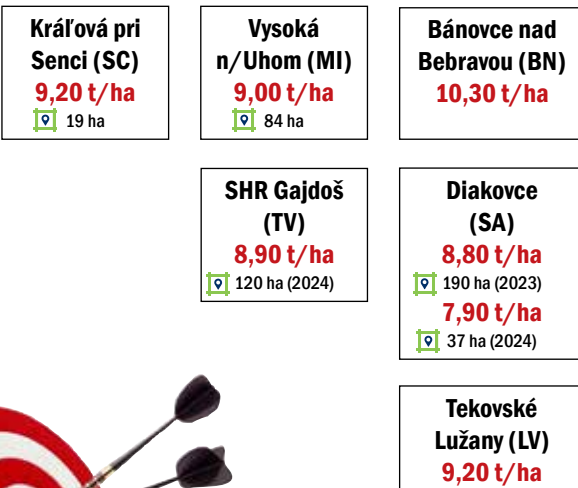 Kráľová pri
Senci (SC)
9,20 t/ha
19 ha
Vysoká
n/Uhom (MI)
9,00 t/ha
84 ha
Bánovce nad
Bebravou (BN)
10,30 t/ha
SHR Gajdoš
(TV)
8,90 t/ha
120 ha (2024)
Diakovce
(SA)
8,80 t/ha
190 ha (2023)
7,90 t/ha
37 ha (2024)
Tekovské
Lužany (LV)
9,20 t/ha